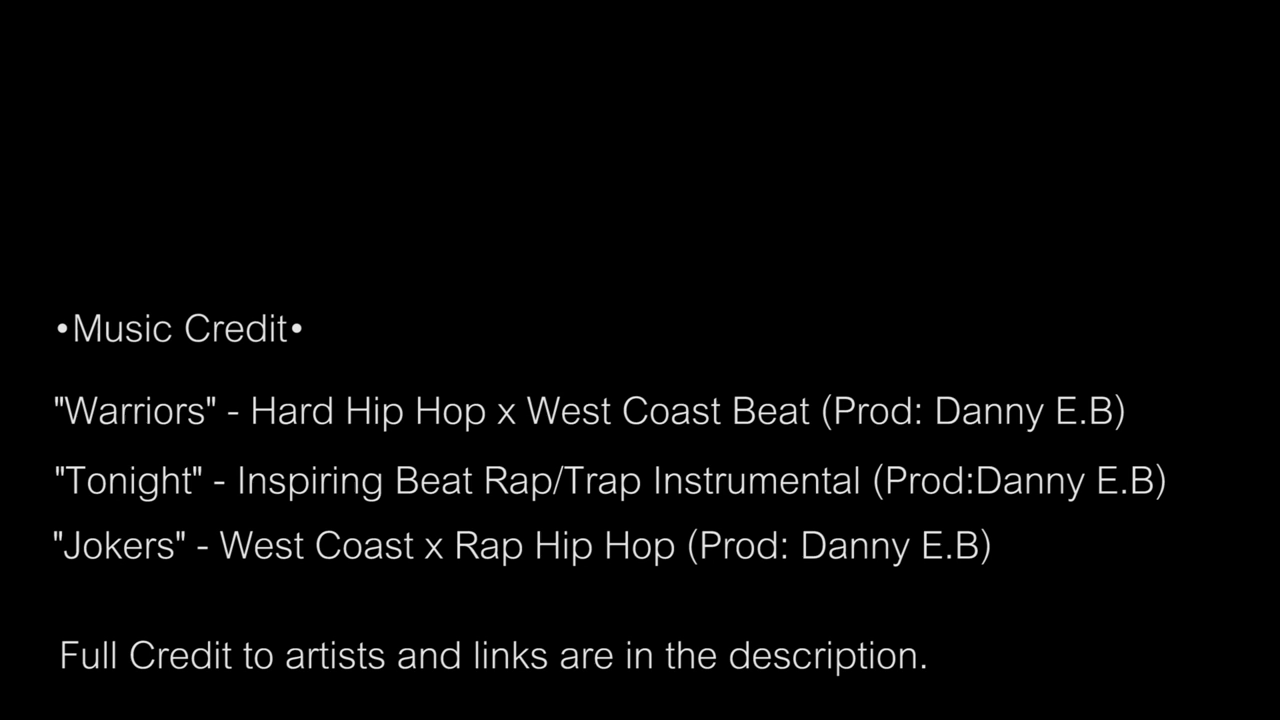 •Music Credit•
"Warriors" - Hard Hip Hop x West Coast Beat (Prod: Danny E.B)
"Tonight" - Inspiring Beat Rap/Trap Instrumental (Prod:Danny E.B)
"Jokers" - West Coast x Rap Hip Hop (Prod: Danny E.B)
Full Credit to artists and links are in the description.